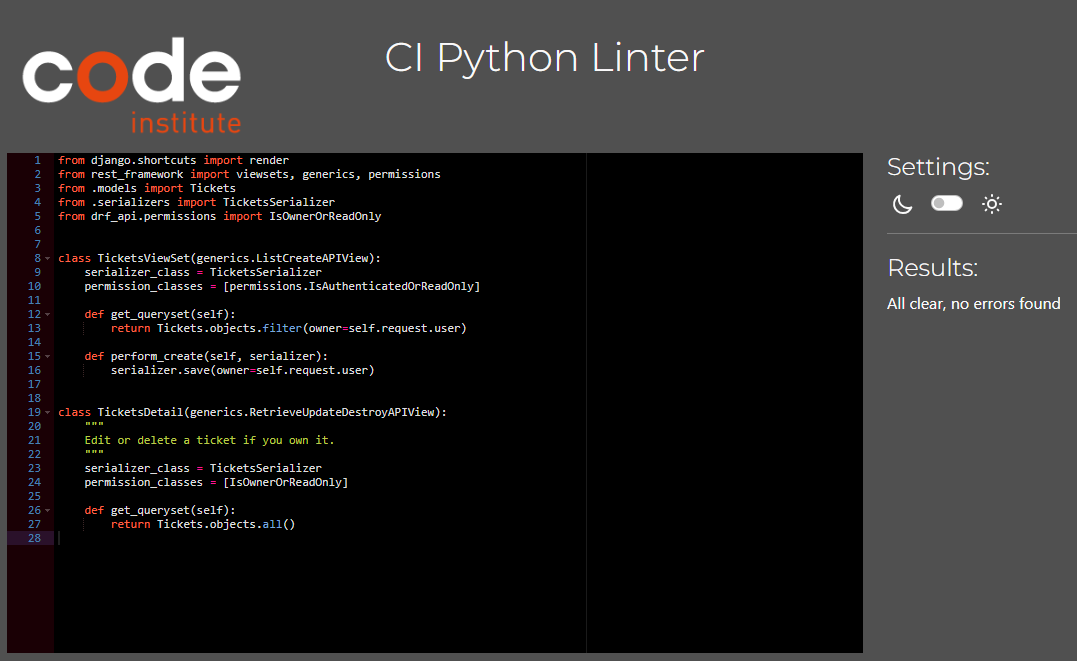 code
institute
CI Python Linter
1 from django.shortcuts import render
2 from rest_framework import viewsets, generics, permissions
3 from .models import Tickets
4 from .serializers import TicketsSerializer
5 from drf_api.permissions import IsOwnerOrReadOnly
6
7
8 class TicketsViewSet(generics.ListCreateAPIView):
9     serializer_class = TicketsSerializer
10     permission_classes = [permissions.IsAuthenticatedOrReadOnly]
11
12     def get_queryset(self):
13         return Tickets.objects.filter(owner=self.request.user)
14
15     def perform_create(self, serializer):
16         serializer.save(owner=self.request.user)
17
18
19 class TicketsDetail(generics.RetrieveUpdateDestroyAPIView):
20     """
21     Edit or delete a ticket if you own it.
22     """
23     serializer_class = TicketsSerializer
24     permission_classes = [IsOwnerOrReadOnly]
25
26     def get_queryset(self):
27         return Tickets.objects.all()
28
Settings:
Results:
All clear, no errors found